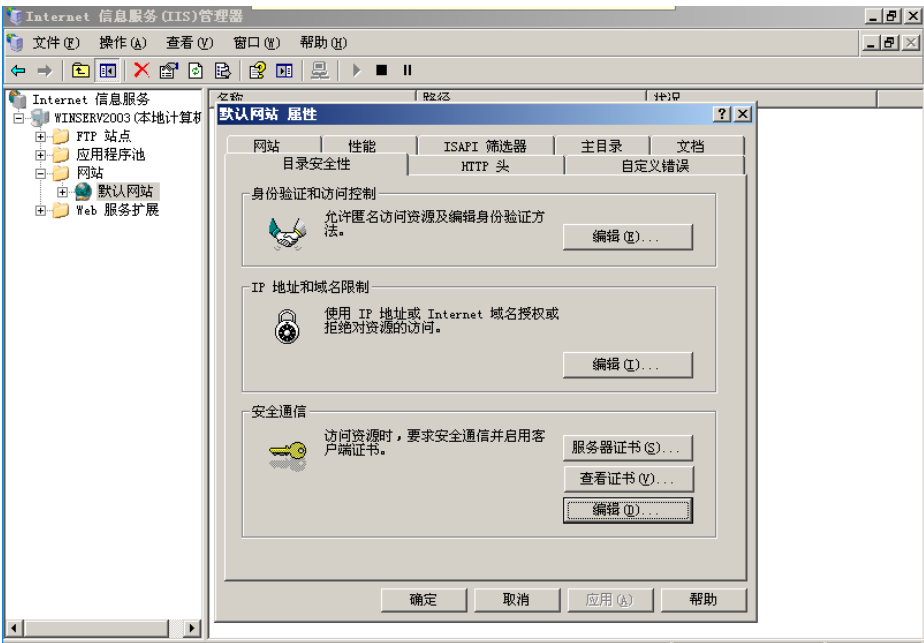 Internet 信息服务(IIS)管理器
文件(F) 操作(A) 查看(V) 窗口(W) 帮助(H)
Internet 信息服务
WINSERV2003(本地计算机
FTP 站点
应用程序池
网站
默认网站
Web 服务扩展
名称 路径 状况
默认网站 属性
网站 性能 ISAPI 筛选器 主目录 文档
目录安全性 HTTP 头 自定义错误
身份验证和访问控制
允许匿名访问资源及编辑身份验证方
法。
编辑(E)...
IP 地址和域名限制
使用 IP 地址或 Internet 域名授权或
拒绝对资源的访问。
编辑(I)...
安全通信
访问资源时,要求安全通信并启用客
户端证书。
服务器证书(S)...
查看证书(V)...
编辑(D)...
确定 取消 应用(A) 帮助